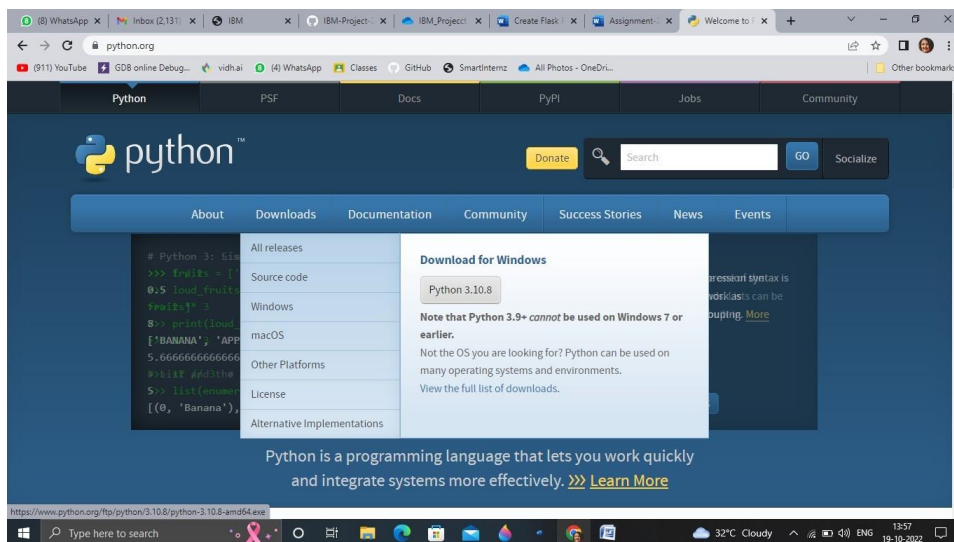 (8) WhatsApp
Inbox (2,131)
IBM
IBM-Project-
IBM_Project
Create Flask
Assignment-
Welcome to
python.org
(911) YouTube
GDB online Debug...
vidh.ai
(4) WhatsApp
Classes
GitHub
SmartInternz
All Photos - OneDri...
Other bookmark
Python
PSF
Docs
PyPI
Jobs
Community
python™
Donate
Search
GO
Socialize
About
Downloads
Documentation
Community
Success Stories
News
Events
# Python 3: Sim
All releases
Source code
Windows
macOS
Other Platforms
License
Alternative Implementations
>>> print(loud_
['BANANA', 'APP
5.6666666666666
>>> list(enumer
[(0, 'Banana'),
Download for Windows
Python 3.10.8
Note that Python 3.9+ cannot be used on Windows 7 or
earlier.
Not the OS you are looking for? Python can be used on
many operating systems and environments.
View the full list of downloads.
More
Python is a programming language that lets you work quickly
and integrate systems more effectively. >>> Learn More
https://www.python.org/ftp/python/3.10.8/python-3.10.8-amd64.exe
Type here to search
32°C Cloudy
ENG
13:57
19-10-2022